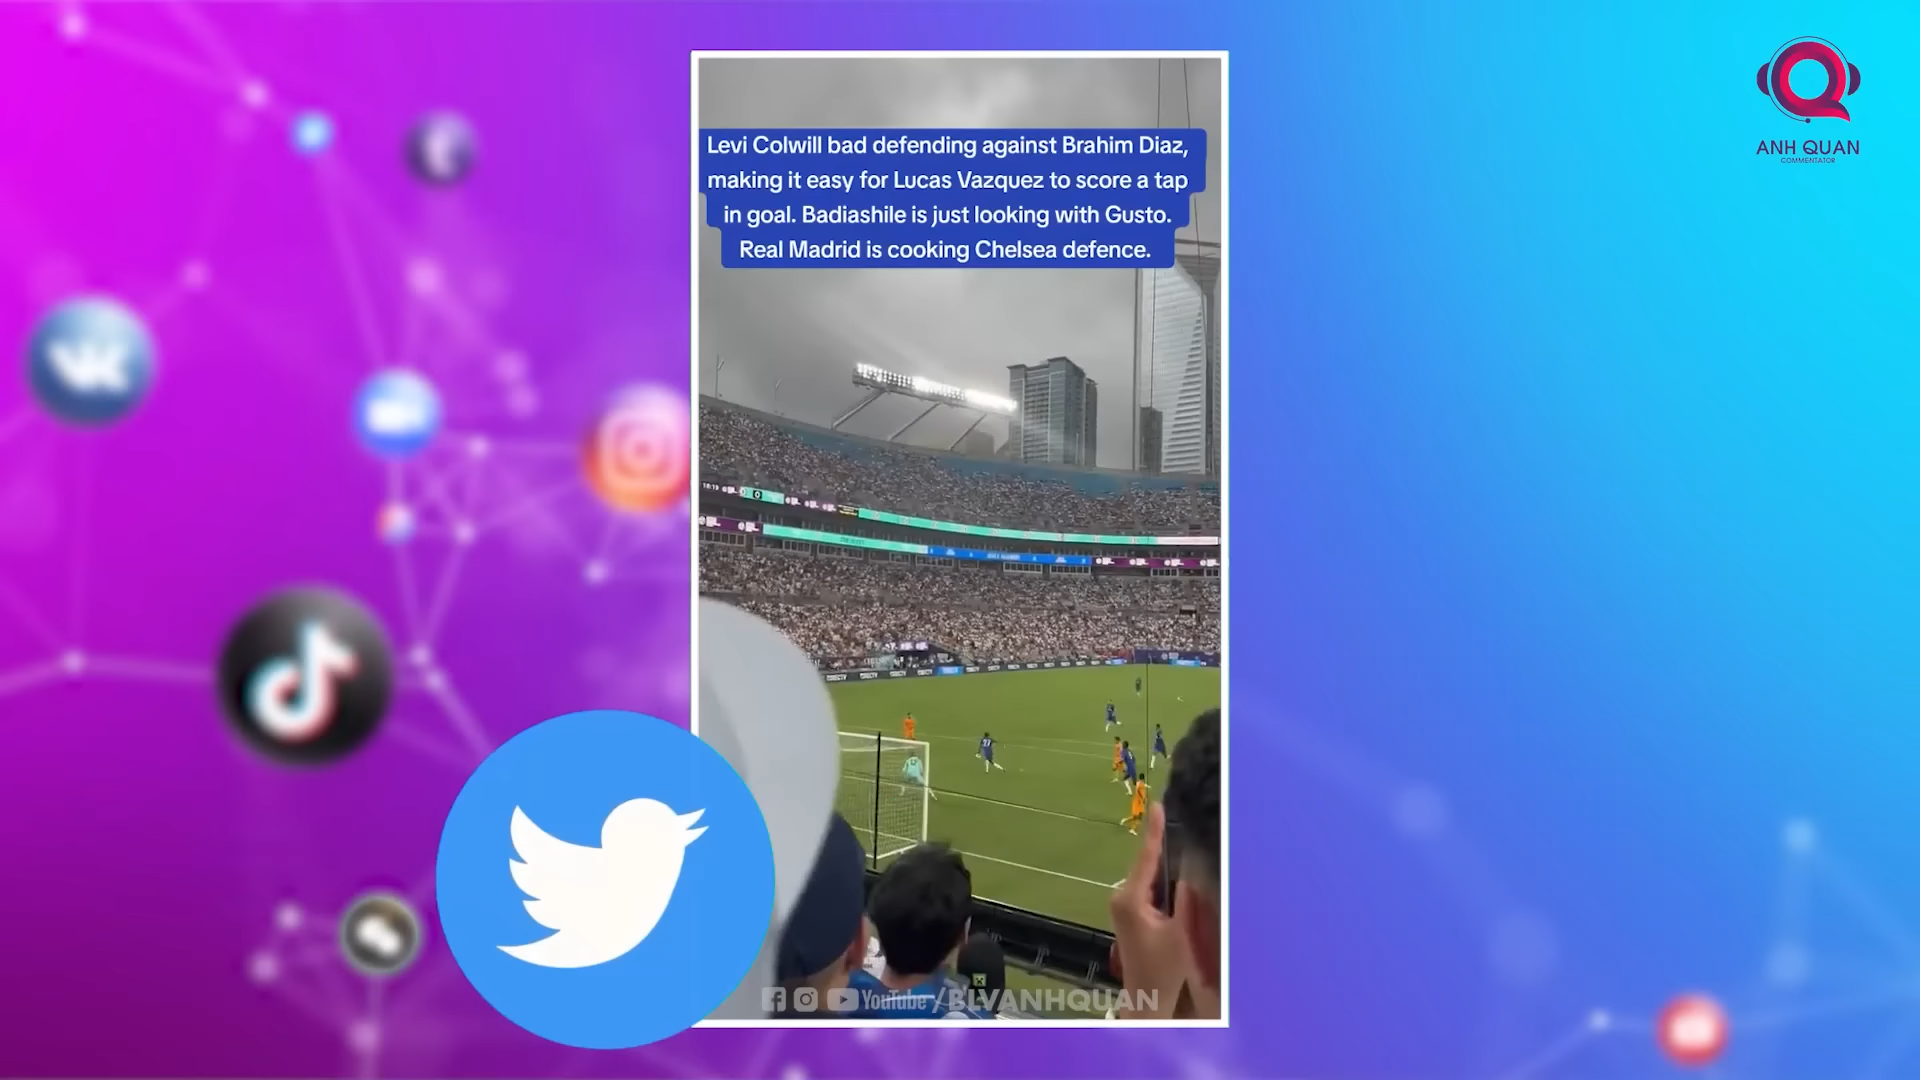 ANH QUAN
COMMENTATOR
Levi Colwill bad defending against Brahim Diaz,
making it easy for Lucas Vazquez to score a tap
in goal. Badiashile is just looking with Gusto.
Real Madrid is cooking Chelsea defence.
YouTube /BLVANHQUAN